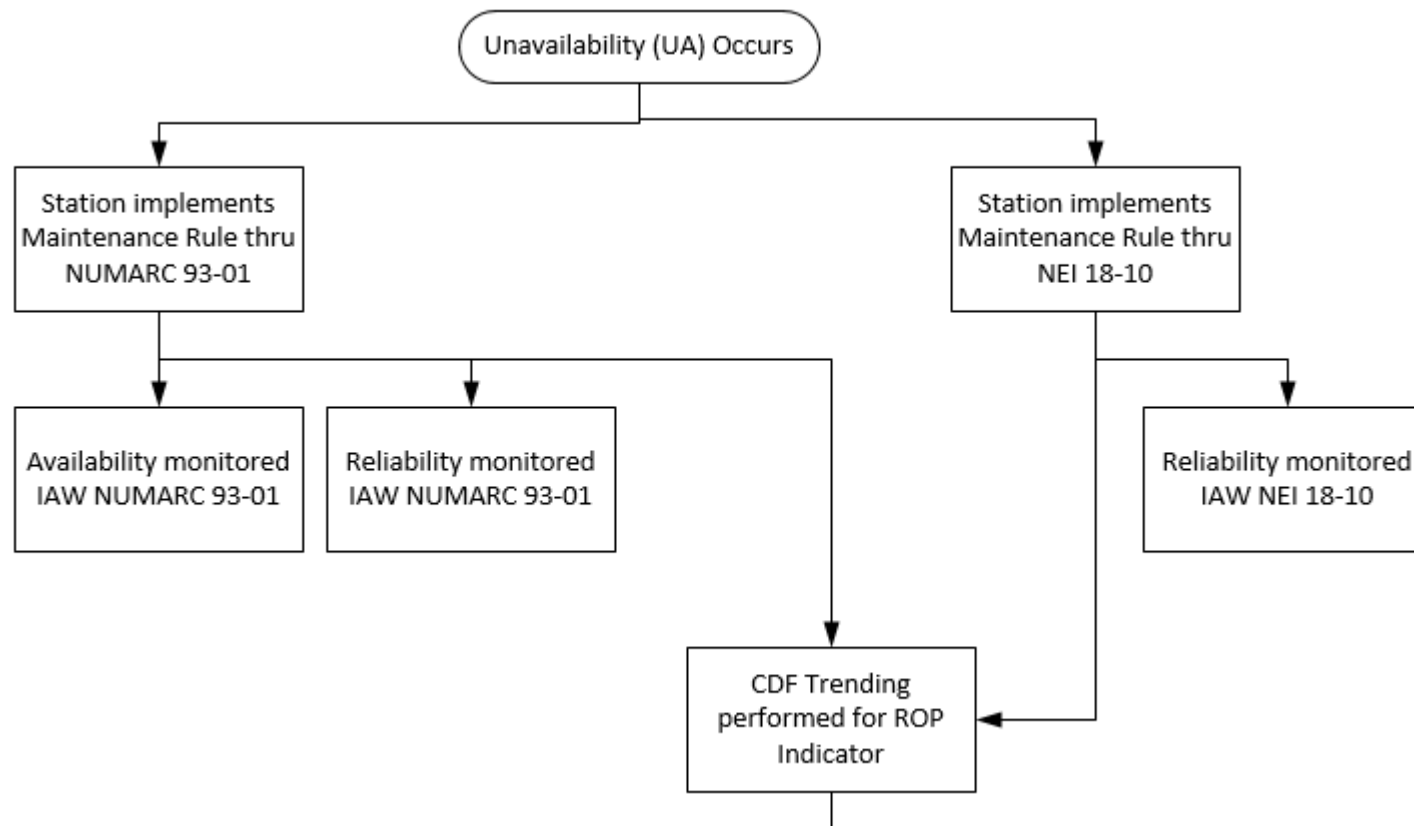 Unavailability (UA) Occurs
Station implements
Maintenance Rule thru
NUMARC 93-01
Station implements
Maintenance Rule thru
NEI 18-10
Availability monitored
IAW NUMARC 93-01
Reliability monitored
IAW NUMARC 93-01
Reliability monitored
IAW NEI 18-10
CDF Trending
performed for ROP
Indicator